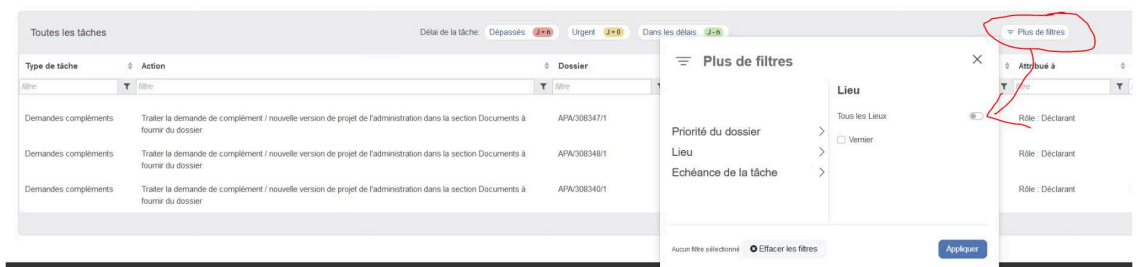 Toutes les tâches Délai de la tâche: Dépassés J+n Urgent J+0 Dans les délais J-n Plus de filtres
Type de tâche Action Dossier Attribué à
filtre filtre filtre filtre
Demandes compléments Traiter la demande de complément / nouvelle version de projet de l'administration dans la section Documents à APA/308347/1 Rôle : Déclarant
fournir du dossier
Demandes compléments Traiter la demande de complément / nouvelle version de projet de l'administration dans la section Documents à APA/308348/1 Rôle : Déclarant
fournir du dossier
Demandes compléments Traiter la demande de complément / nouvelle version de projet de l'administration dans la section Documents à APA/308340/1 Rôle : Déclarant
fournir du dossier
Plus de filtres
Priorité du dossier
Lieu
Echéance de la tâche
Lieu
Tous les Lieux
Vernier
Aucun filtre sélectionné Effacer les filtres Appliquer